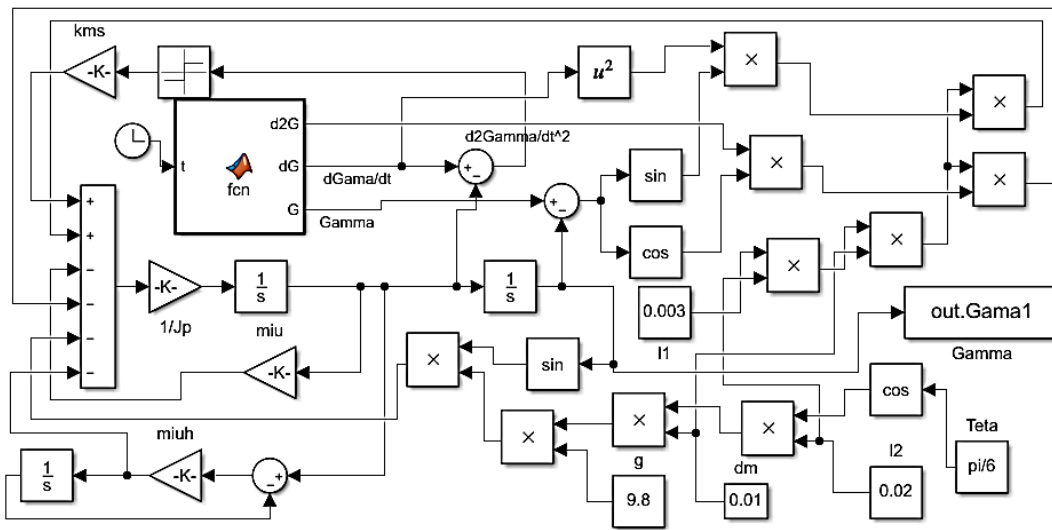 kms
-K-
u²
×
×
d2G
d2Gamma/dt^2
×
t
dG
+
−
sin
×
fcn
dGama/dt
G
Gamma
+
−
+
+
−
−
−
−
cos
×
×
-K-
1
s
1
s
0.003
out.Gama1
1/Jp
miu
l1
Gamma
×
sin
-K-
cos
×
×
×
Teta
miuh
g
dm
l2
pi/6
1
s
-K-
−
+
9.8
0.01
0.02